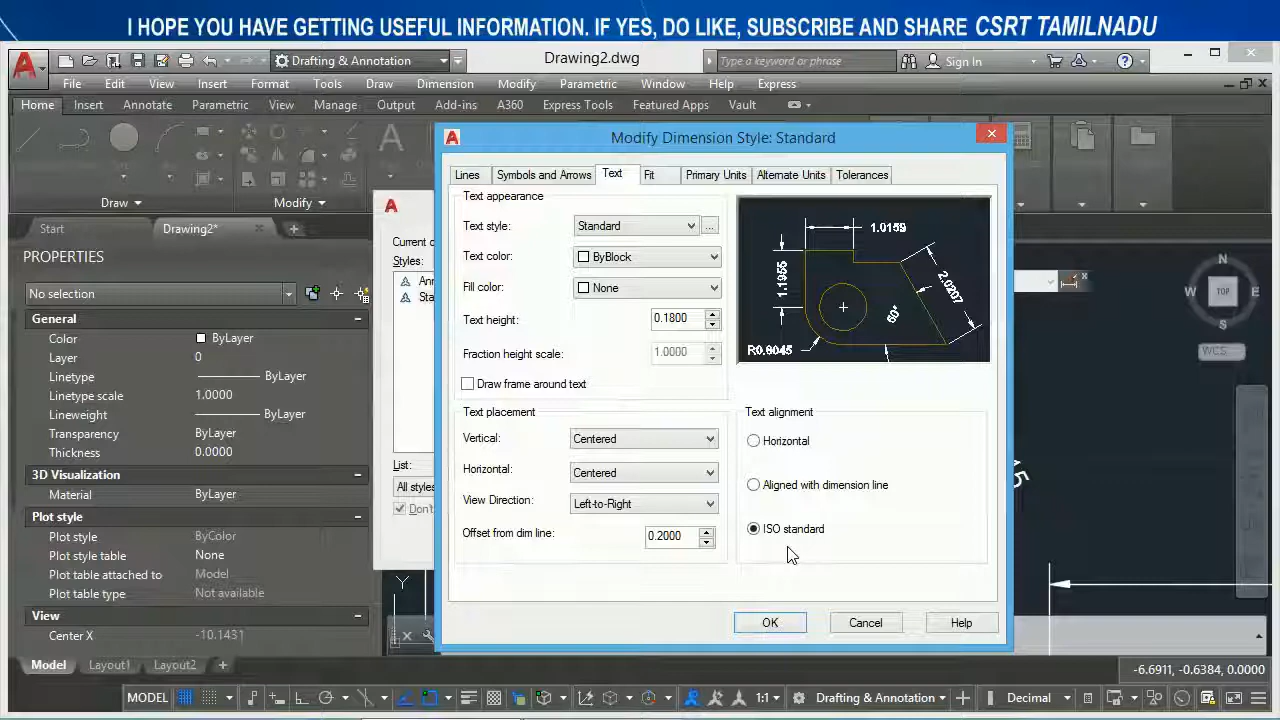 I HOPE YOU HAVE GETTING USEFUL INFORMATION. IF YES, DO LIKE, SUBSCRIBE AND SHARE CSRT TAMILNADU
A Drafting & Annotation Drawing2.dwg Type a keyword or phrase Sign In
File Edit View Insert Format Tools Draw Dimension Modify Parametric Window Help Express
Home Insert Annotate Parametric View Manage Output Add-ins A360 Express Tools Featured Apps Vault
Draw Modify
Start Drawing2*
PROPERTIES
No selection
General
Color ByLayer
Layer 0
Linetype ByLayer
Linetype scale 1.0000
Lineweight ByLayer
Transparency ByLayer
Thickness 0.0000
3D Visualization
Material ByLayer
Plot style
Plot style ByColor
Plot style table None
Plot table attached to Model
Plot table type Not available
View
Center X -10.1431
Current d
Styles:
Ann
Sta
List:
All styles
Don't
Modify Dimension Style: Standard
Lines Symbols and Arrows Text Fit Primary Units Alternate Units Tolerances
Text appearance
Text style: Standard ...
Text color: ByBlock
Fill color: None
Text height: 0.1800
Fraction height scale: 1.0000
Draw frame around text
1.0159
1.1955
2.0207
60°
R0.8045
Text placement
Vertical: Centered
Horizontal: Centered
View Direction: Left-to-Right
Offset from dim line: 0.2000
Text alignment
Horizontal
Aligned with dimension line
ISO standard
OK Cancel Help
N
W TOP E
S
WCS
Y
Model Layout1 Layout2 +
-6.6911, -0.6384, 0.0000
MODEL 1:1 Drafting & Annotation Decimal